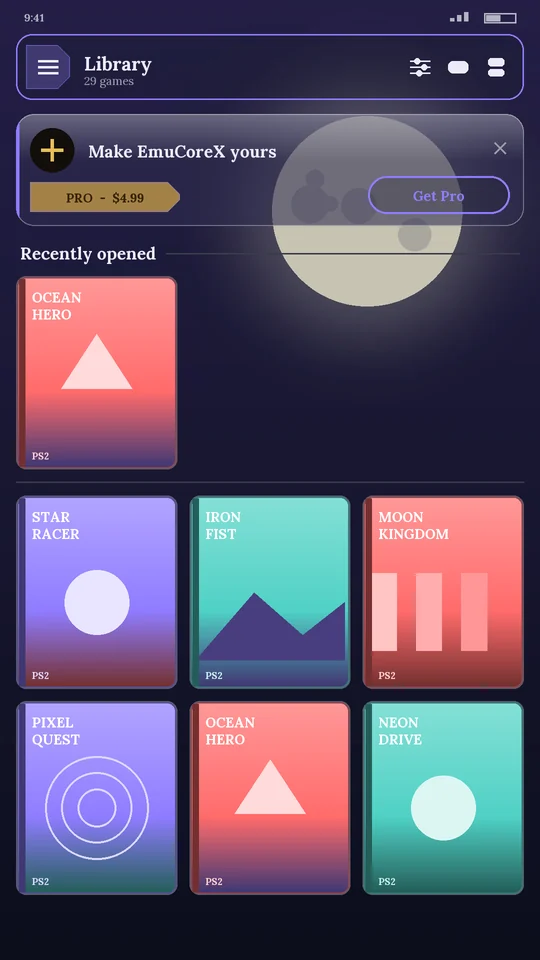 9:41
Library
29 games
Make EmuCoreX yours
PRO - $4.99
Get Pro
Recently opened
OCEAN
HERO
PS2
STAR
RACER
PS2
IRON
FIST
PS2
MOON
KINGDOM
PS2
PIXEL
QUEST
PS2
OCEAN
HERO
PS2
NEON
DRIVE
PS2